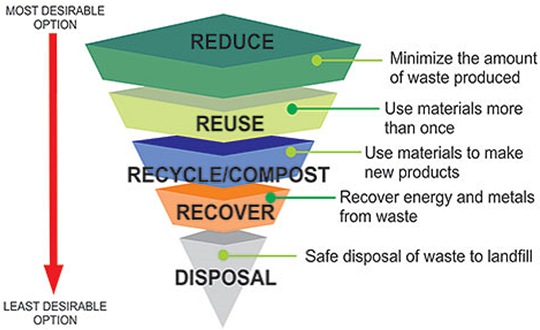 MOST DESIRABLE
OPTION
REDUCE
Minimize the amount
of waste produced
REUSE
Use materials more
than once
RECYCLE/COMPOST
Use materials to make
new products
RECOVER
Recover energy and metals
from waste
DISPOSAL
Safe disposal of waste to landfill
LEAST DESIRABLE
OPTION